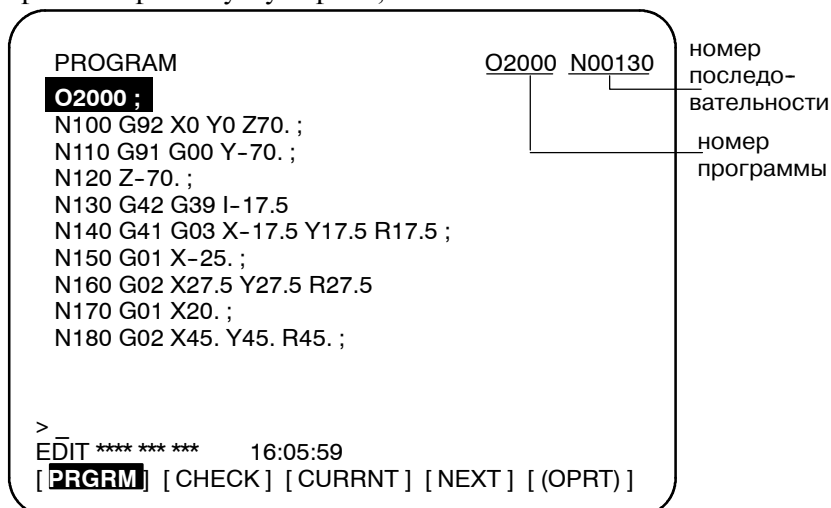 PROGRAM O2000 N00130
O2000 ;
N100 G92 X0 Y0 Z70. ;
N110 G91 G00 Y-70. ;
N120 Z-70. ;
N130 G42 G39 I-17.5
N140 G41 G03 X-17.5 Y17.5 R17.5 ;
N150 G01 X-25. ;
N160 G02 X27.5 Y27.5 R27.5
N170 G01 X20. ;
N180 G02 X45. Y45. R45. ;
>_
EDIT **** *** *** 16:05:59
[ PRGRM ] [ CHECK ] [ CURRNT ] [ NEXT ] [ (OPRT) ]
номер
последо-
вательности
номер
программы